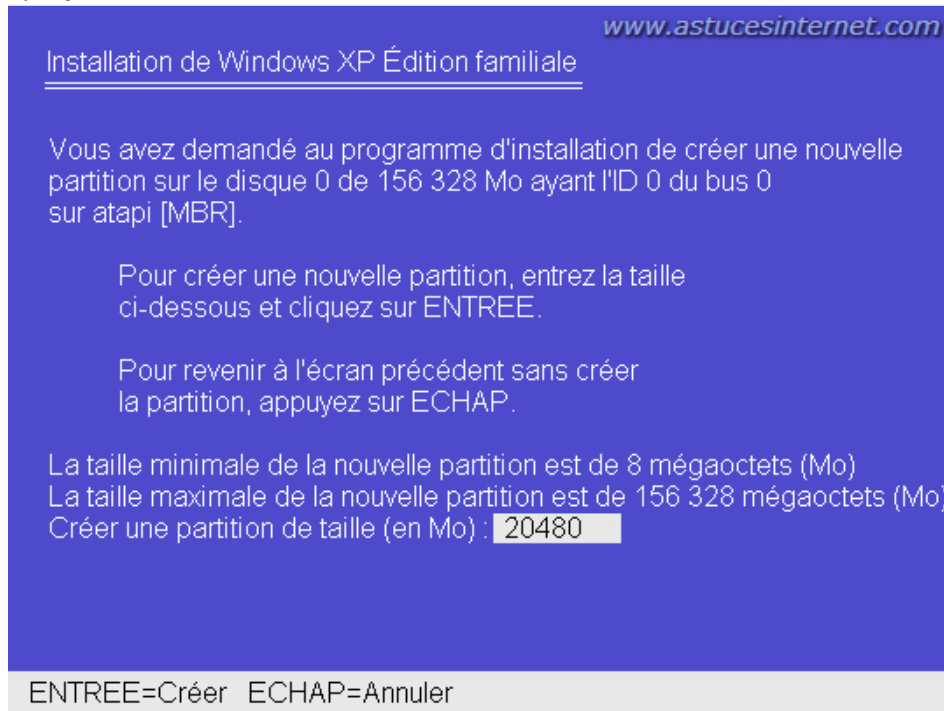 www.astucesinternet.com
Installation de Windows XP Édition familiale
Vous avez demandé au programme d'installation de créer une nouvelle
partition sur le disque 0 de 156 328 Mo ayant l'ID 0 du bus 0
sur atapi [MBR].
Pour créer une nouvelle partition, entrez la taille
ci-dessous et cliquez sur ENTREE.
Pour revenir à l'écran précédent sans créer
la partition, appuyez sur ECHAP.
La taille minimale de la nouvelle partition est de 8 mégaoctets (Mo)
La taille maximale de la nouvelle partition est de 156 328 mégaoctets (Mo)
Créer une partition de taille (en Mo) : 20480
ENTREE=Créer ECHAP=Annuler